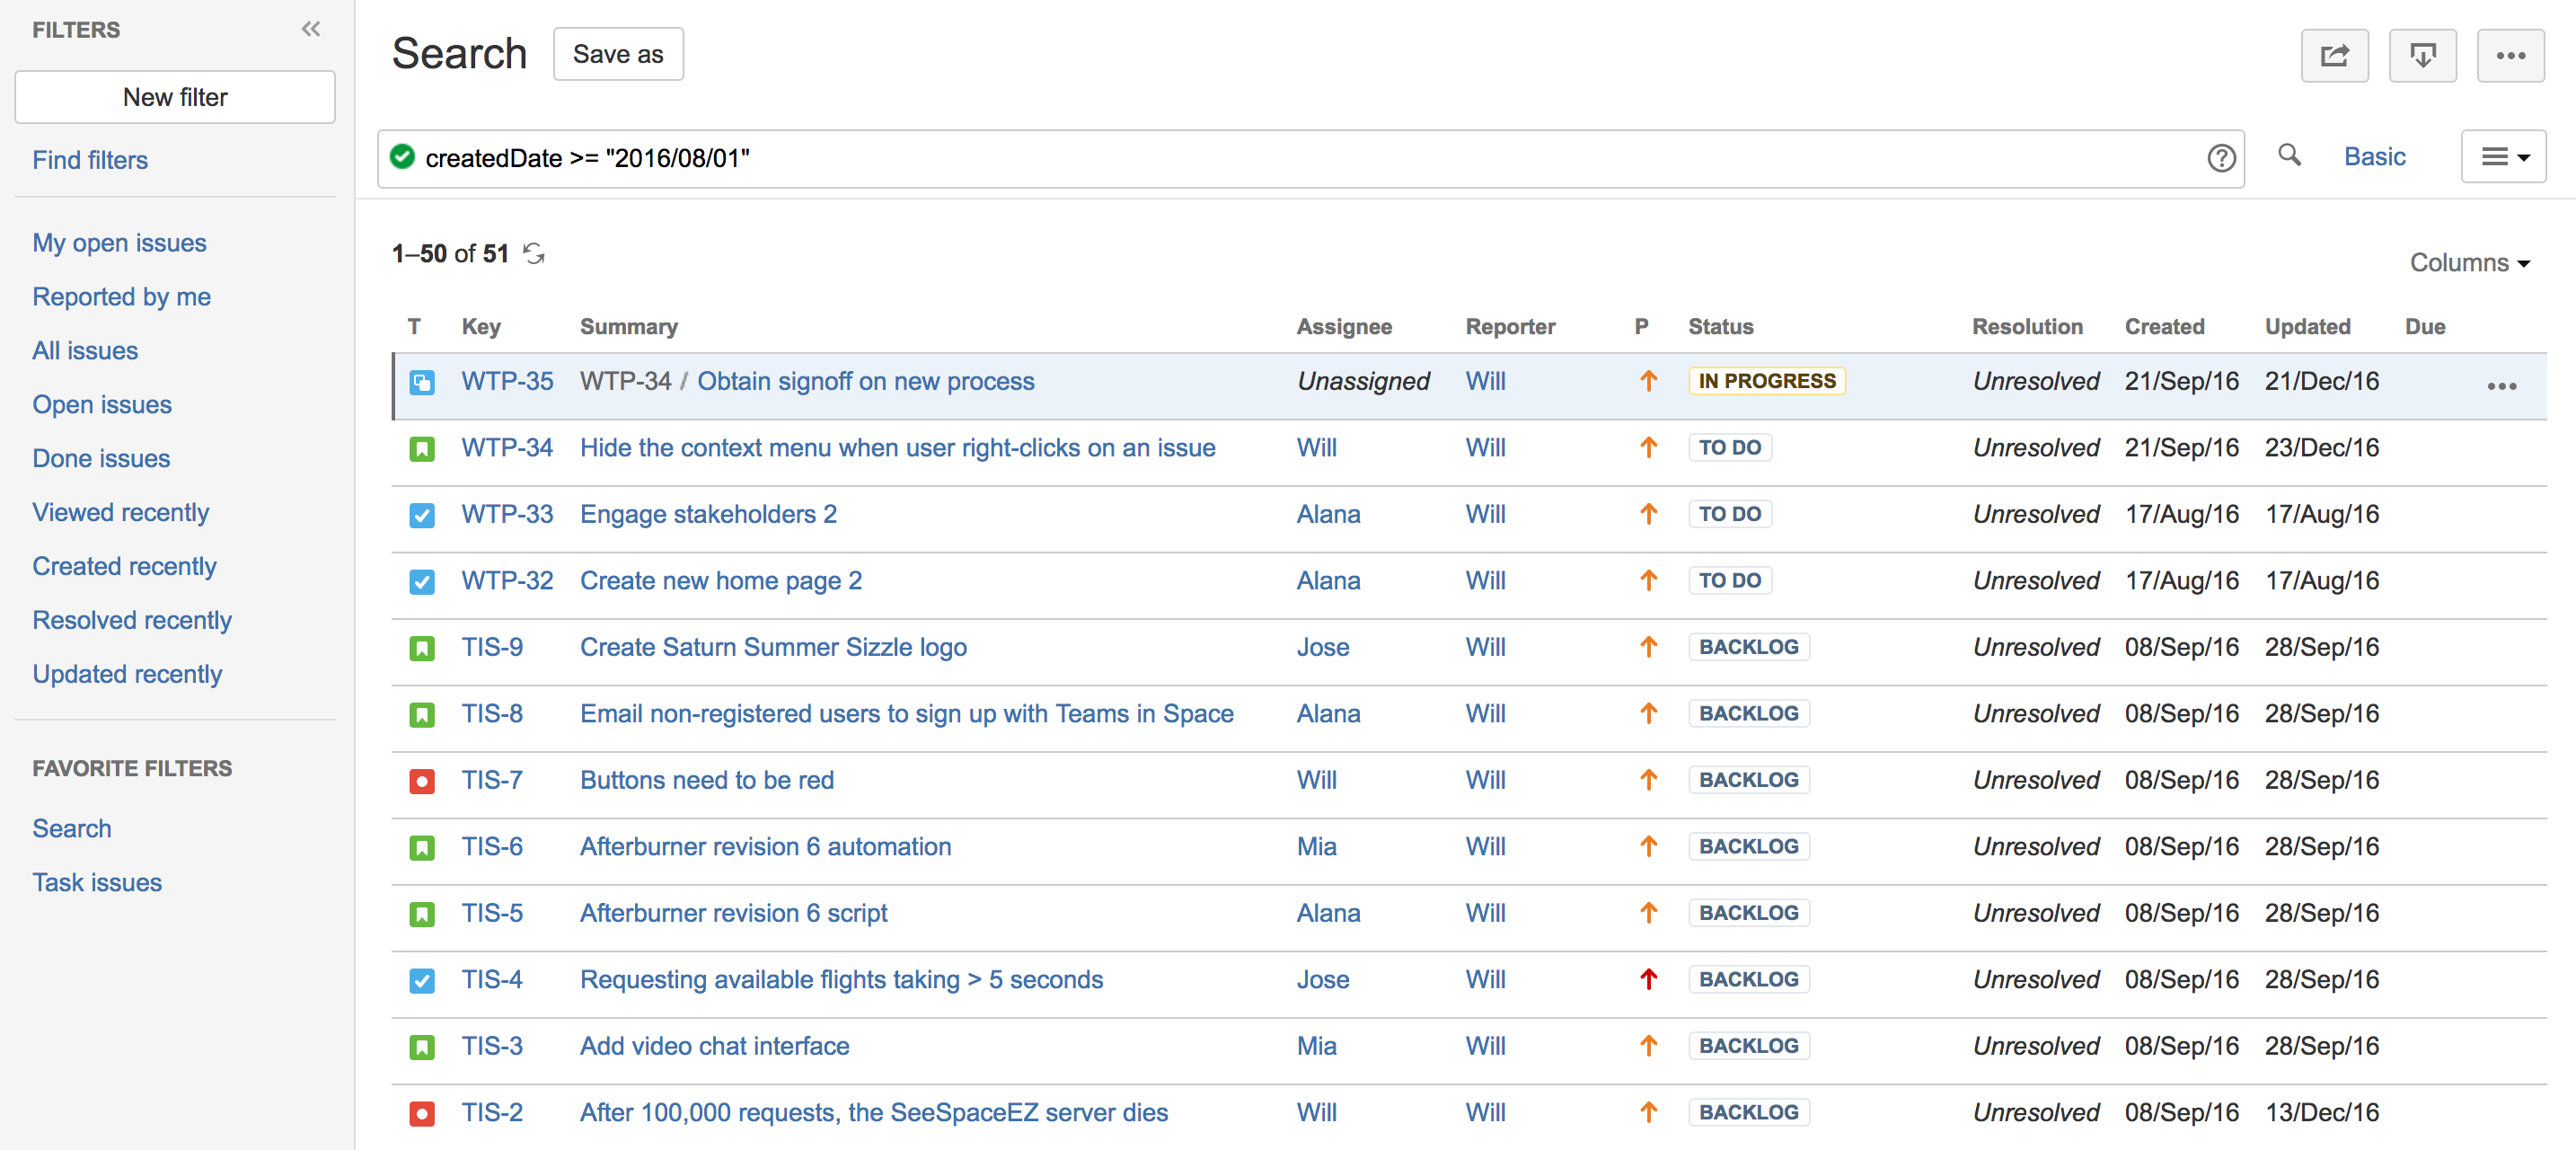 FILTERS
New filter
Find filters
My open issues
Reported by me
All issues
Open issues
Done issues
Viewed recently
Created recently
Resolved recently
Updated recently
FAVORITE FILTERS
Search
Task issues
Search Save as
createdDate >= "2016/08/01" Basic
1–50 of 51
Columns
T Key Summary Assignee Reporter P Status Resolution Created Updated Due
WTP-35 WTP-34 / Obtain signoff on new process Unassigned Will IN PROGRESS Unresolved 21/Sep/16 21/Dec/16
WTP-34 Hide the context menu when user right-clicks on an issue Will Will TO DO Unresolved 21/Sep/16 23/Dec/16
WTP-33 Engage stakeholders 2 Alana Will TO DO Unresolved 17/Aug/16 17/Aug/16
WTP-32 Create new home page 2 Alana Will TO DO Unresolved 17/Aug/16 17/Aug/16
TIS-9 Create Saturn Summer Sizzle logo Jose Will BACKLOG Unresolved 08/Sep/16 28/Sep/16
TIS-8 Email non-registered users to sign up with Teams in Space Alana Will BACKLOG Unresolved 08/Sep/16 28/Sep/16
TIS-7 Buttons need to be red Will Will BACKLOG Unresolved 08/Sep/16 28/Sep/16
TIS-6 Afterburner revision 6 automation Mia Will BACKLOG Unresolved 08/Sep/16 28/Sep/16
TIS-5 Afterburner revision 6 script Alana Will BACKLOG Unresolved 08/Sep/16 28/Sep/16
TIS-4 Requesting available flights taking > 5 seconds Jose Will BACKLOG Unresolved 08/Sep/16 28/Sep/16
TIS-3 Add video chat interface Mia Will BACKLOG Unresolved 08/Sep/16 28/Sep/16
TIS-2 After 100,000 requests, the SeeSpaceEZ server dies Will Will BACKLOG Unresolved 08/Sep/16 13/Dec/16